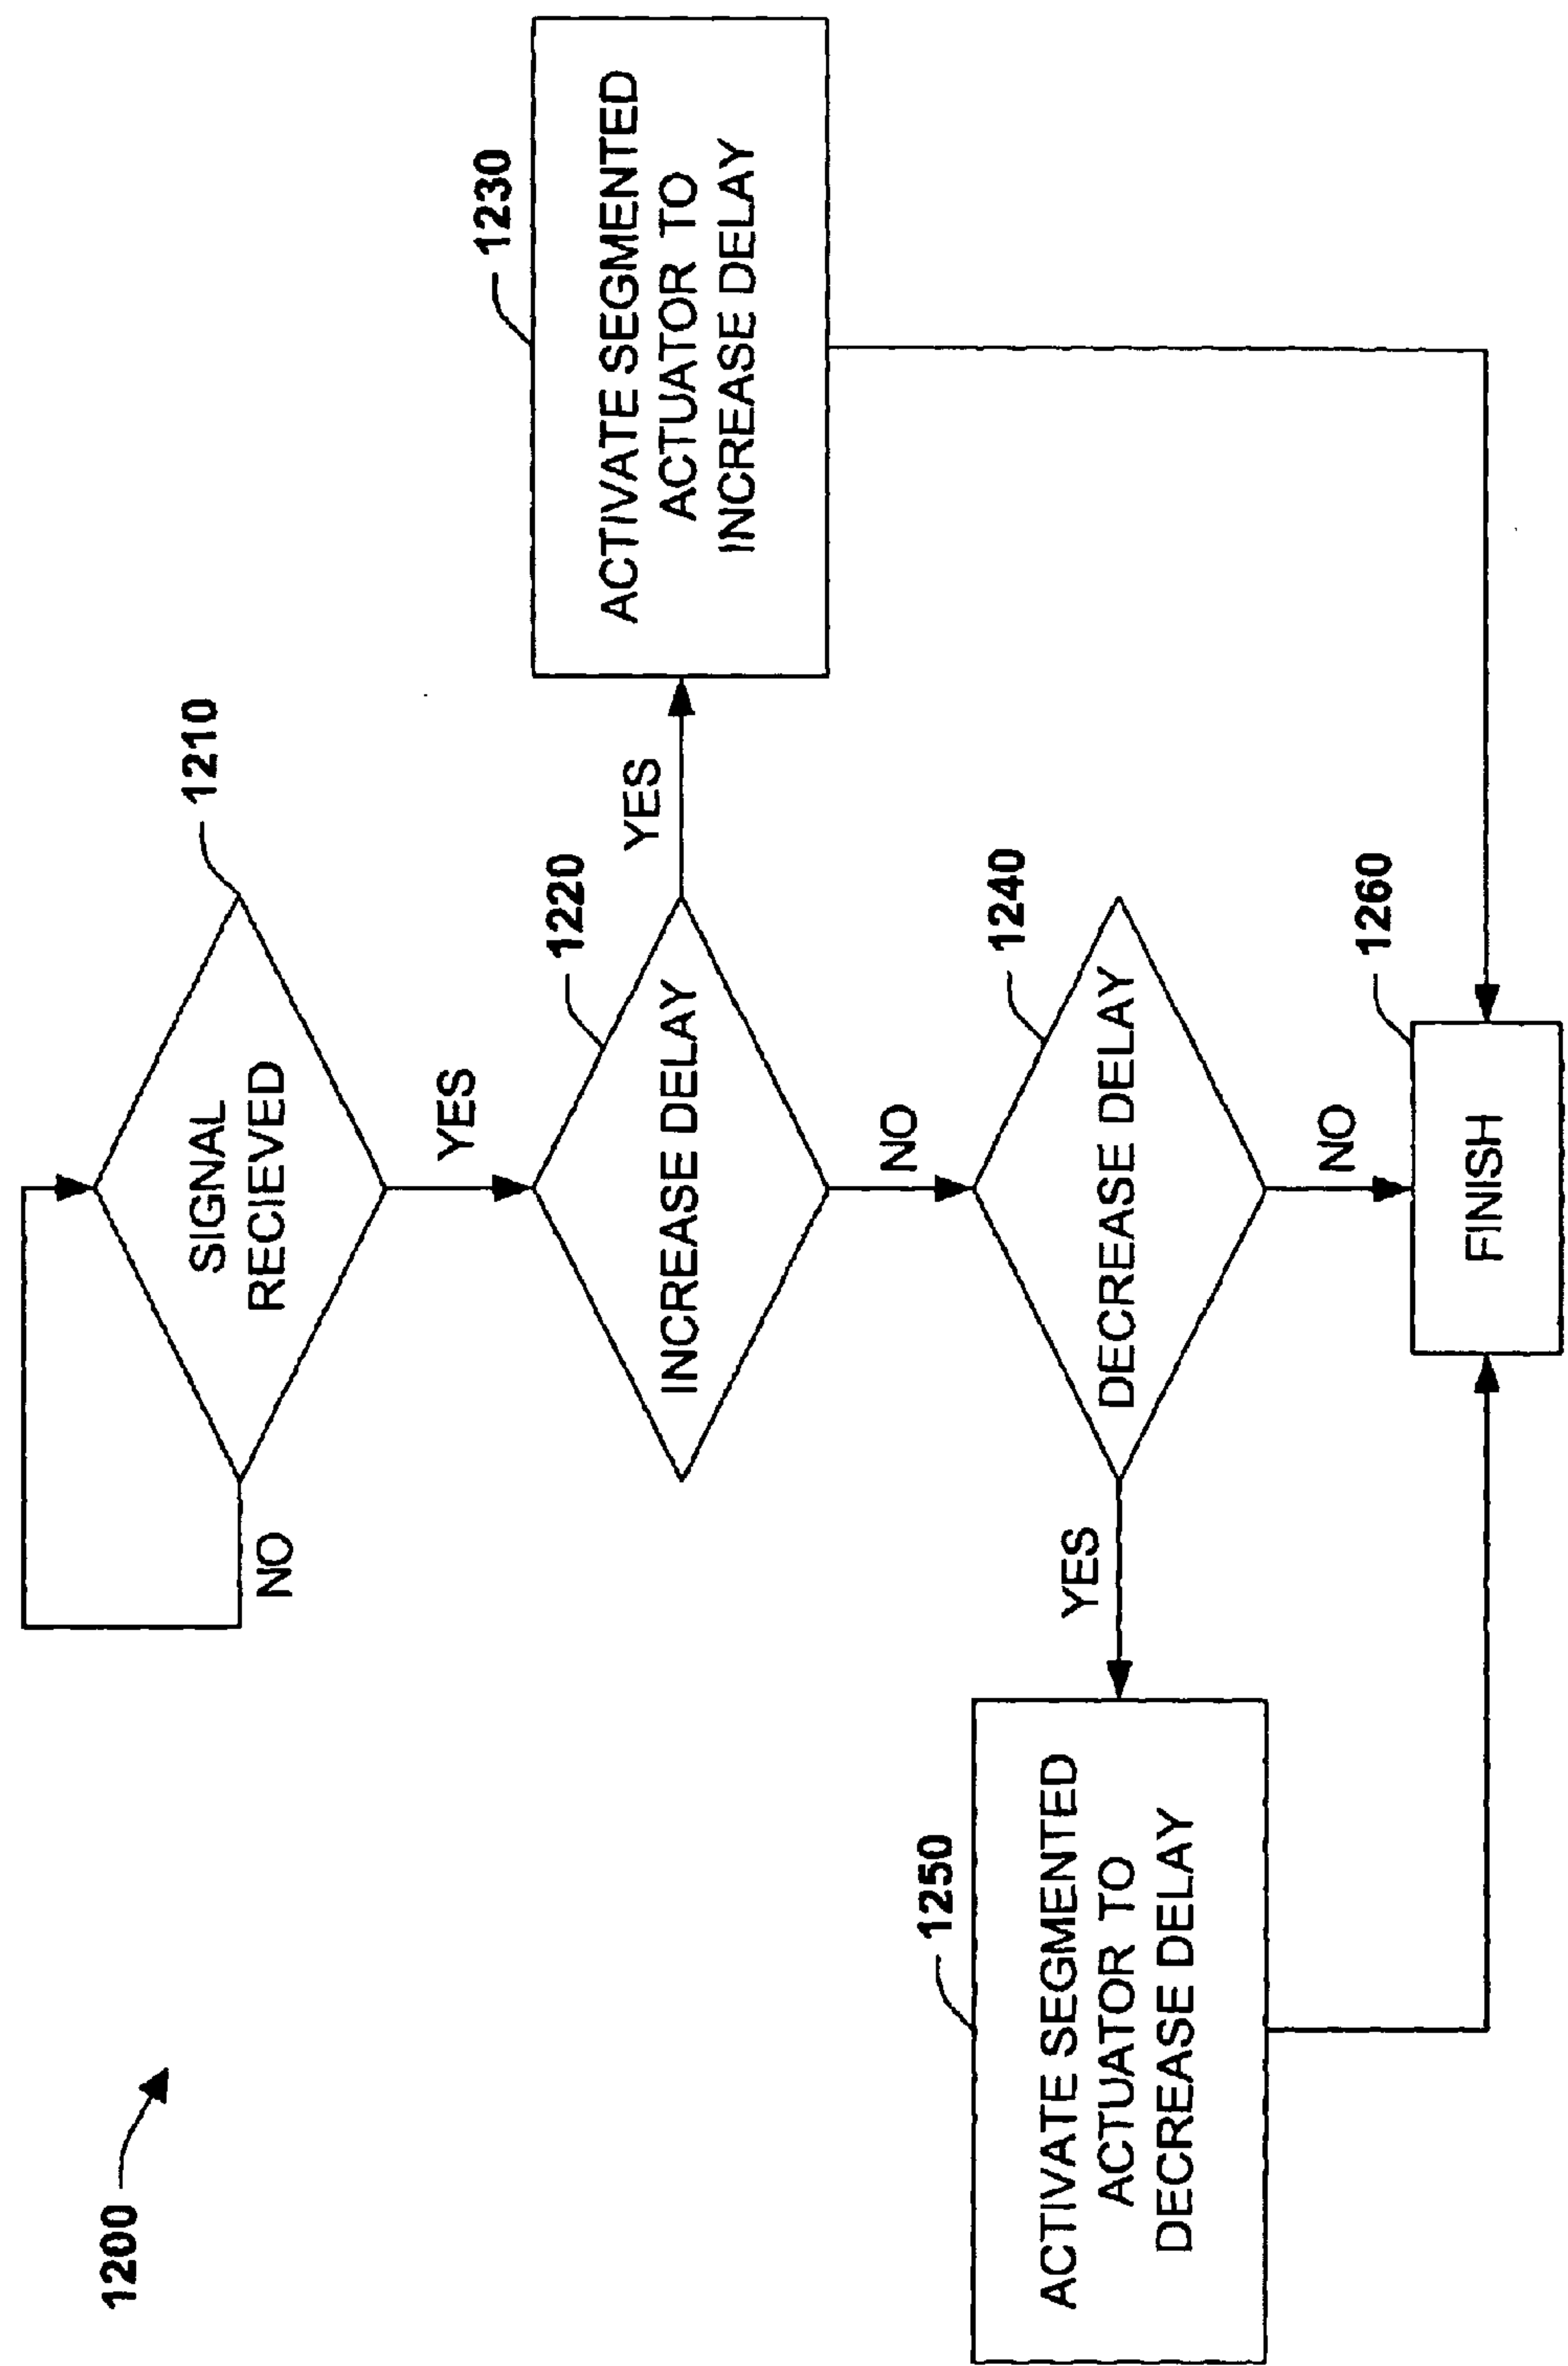 1200
1210
SIGNAL
RECIEVED
NO
YES
1220
INCREASE DELAY
YES
1230
ACTIVATE SEGMENTED
ACTUATOR TO
INCREASE DELAY
NO
1240
DECREASE DELAY
YES
1250
ACTIVATE SEGMENTED
ACTUATOR TO
DECREASE DELAY
NO
1260
FINISH